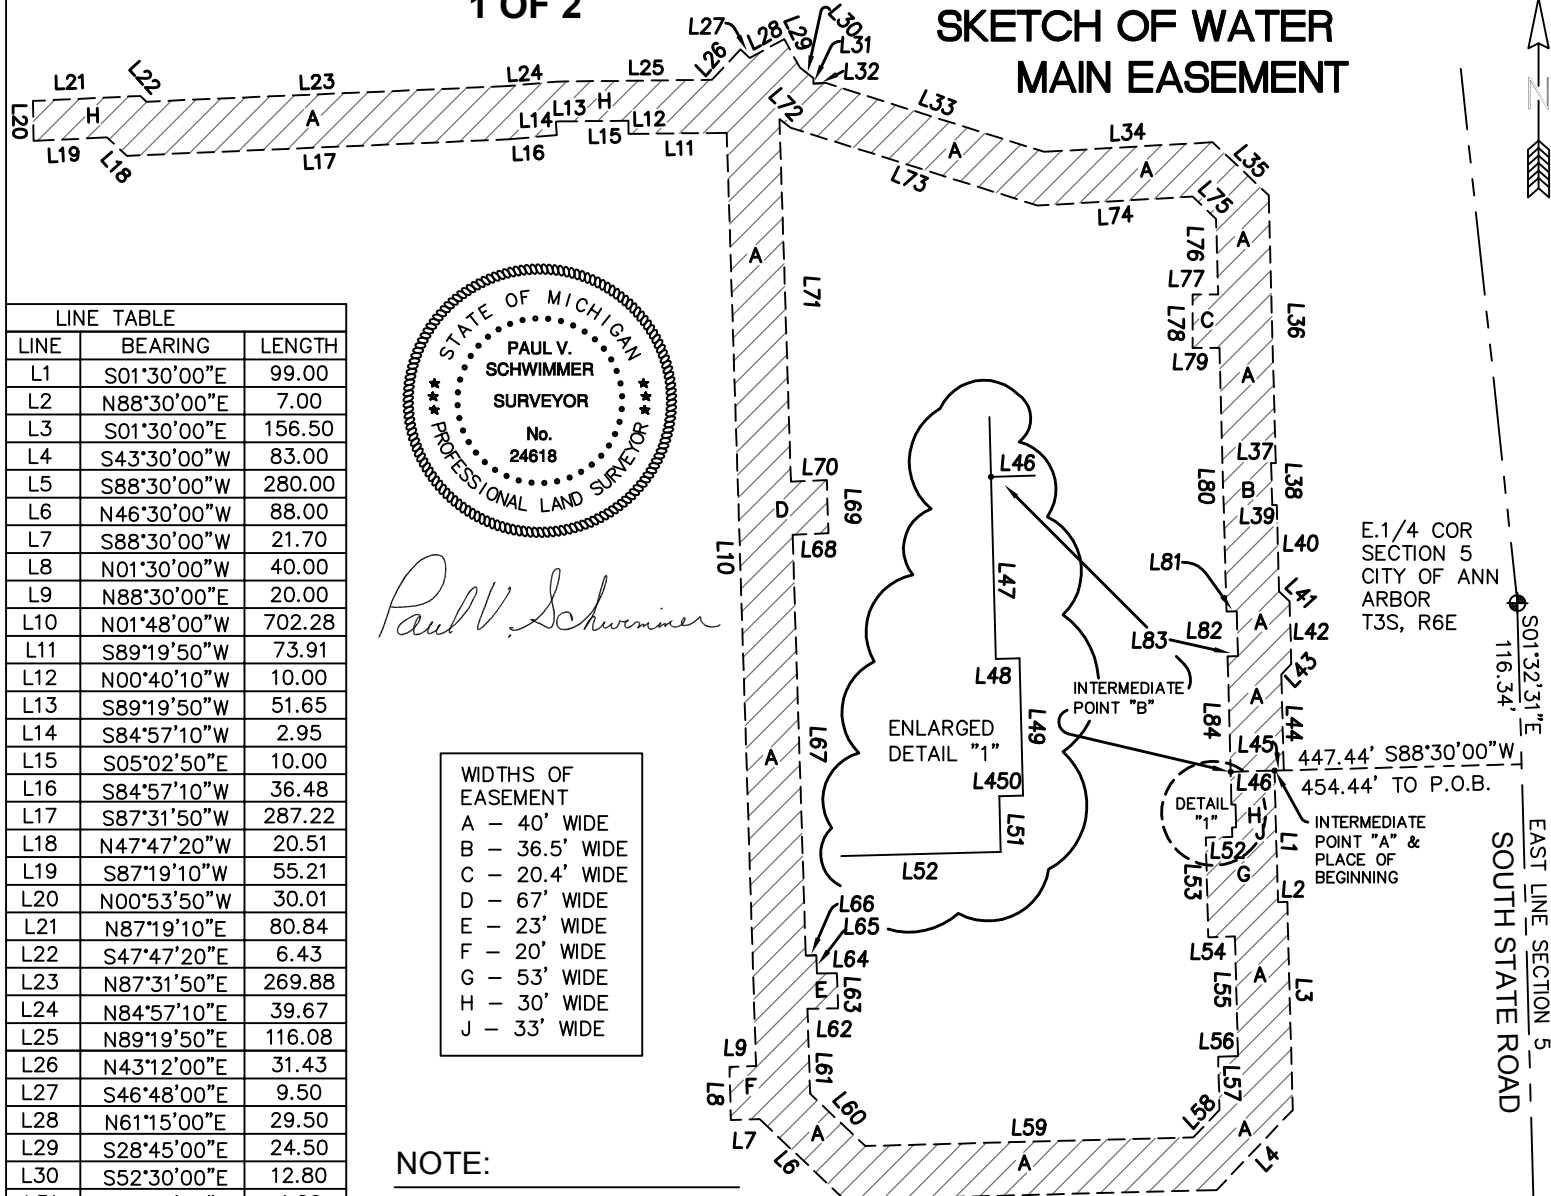 1 OF 2
SKETCH OF WATER
MAIN EASEMENT
N
LINE TABLE
LINE BEARING LENGTH
L1 S01°30'00"E 99.00
L2 N88°30'00"E 7.00
L3 S01°30'00"E 156.50
L4 S43°30'00"W 83.00
L5 S88°30'00"W 280.00
L6 N46°30'00"W 88.00
L7 S88°30'00"W 21.70
L8 N01°30'00"W 40.00
L9 N88°30'00"E 20.00
L10 N01°48'00"W 702.28
L11 S89°19'50"W 73.91
L12 N00°40'10"W 10.00
L13 S89°19'50"W 51.65
L14 S84°57'10"W 2.95
L15 S05°02'50"E 10.00
L16 S84°57'10"W 36.48
L17 S87°31'50"W 287.22
L18 N47°47'20"W 20.51
L19 S87°19'10"W 55.21
L20 N00°53'50"W 30.01
L21 N87°19'10"E 80.84
L22 S47°47'20"E 6.43
L23 N87°31'50"E 269.88
L24 N84°57'10"E 39.67
L25 N89°19'50"E 116.08
L26 N43°12'00"E 31.43
L27 S46°48'00"E 9.50
L28 N61°15'00"E 29.50
L29 S28°45'00"E 24.50
L30 S52°30'00"E 12.80
STATE OF MICHIGAN
PAUL V.
SCHWIMMER
SURVEYOR
No.
24618
PROFESSIONAL LAND SURVEYOR
Paul V. Schwimmer
WIDTHS OF
EASEMENT
A – 40' WIDE
B – 36.5' WIDE
C – 20.4' WIDE
D – 67' WIDE
E – 23' WIDE
F – 20' WIDE
G – 53' WIDE
H – 30' WIDE
J – 33' WIDE
NOTE:
L20
L21
L22
L23
L24
L25
L26
L27
L28
L29
L30
L31
L32
H
A
L13
H
L14
L12
L15
L19
L18
L17
L16
L11
L72
L33
L34
L35
A
A
L73
L74
L75
L76
A
L77
L78
C
L79
L36
A
A
L71
L37
B
L38
L39
L80
L40
L41
L70
D
L69
L68
L10
L46
L47
L48
L49
L450
L51
L52
ENLARGED
DETAIL "1"
L81
L82
A
L42
L83
L43
INTERMEDIATE
POINT "B"
A
L84
L44
L45
L46
DETAIL
"1"
H
J
L52
L53
G
L1
L2
447.44' S88°30'00"W
454.44' TO P.O.B.
INTERMEDIATE
POINT "A" &
PLACE OF
BEGINNING
E.1/4 COR
SECTION 5
CITY OF ANN
ARBOR
T3S, R6E
S01°32'31"E
116.34'
EAST LINE SECTION 5
SOUTH STATE ROAD
A
L67
L66
L65
L64
E
L63
L62
L54
L55
A
L3
L56
L57
L58
L9
F
L8
L7
L61
L60
A
L6
L59
A
A
L4